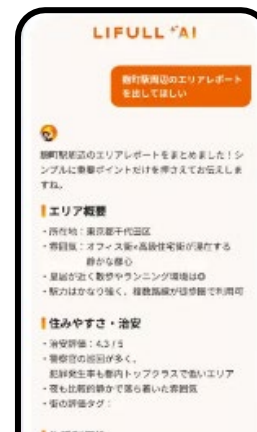 LIFULL AI
麹町駅周辺のエリアレポート
を出してほしい
麹町駅周辺のエリアレポートをまとめました！シ
ンプルに重要ポイントだけを押さえてお伝えしま
すね。
エリア概要
・所在地：東京都千代田区
・雰囲気：オフィス街×高級住宅街が混在する
静かな都心
・皇居が近く散歩やランニング環境は◎
・駅力はかなり強く、複数路線が徒歩圏で利用可
住みやすさ・治安
・治安評価：4.3 / 5
・警察官の巡回が多く、
犯罪発生率も都内トップクラスで低いエリア
・夜も比較的静かで落ち着いた雰囲気
・街の評価タグ：